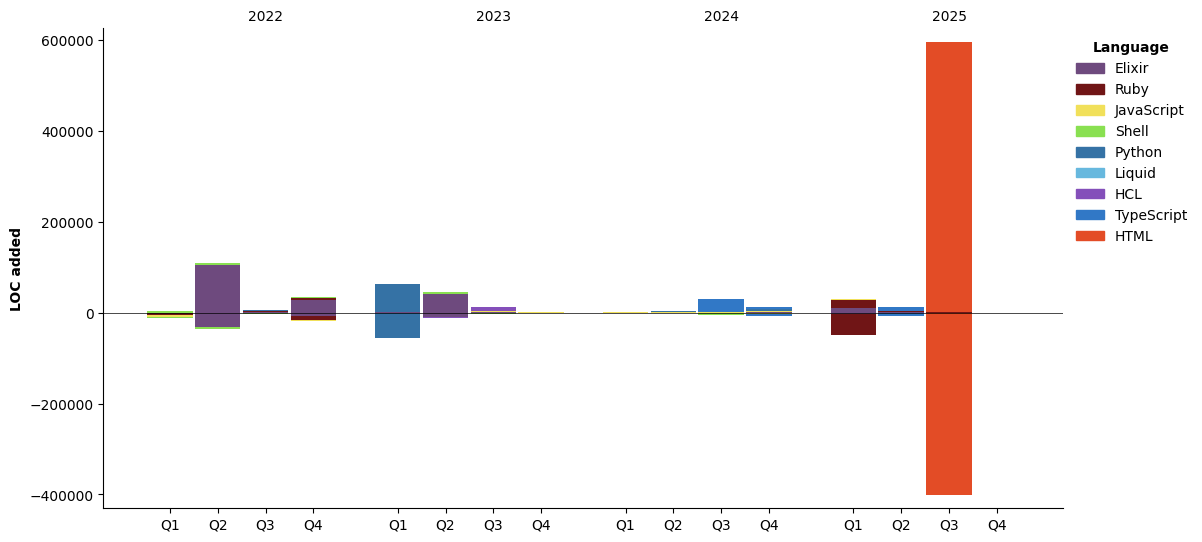 2022 2023 2024 2025
Language
Elixir
Ruby
JavaScript
Shell
Python
Liquid
HCL
TypeScript
HTML
LOC added
600000
400000
200000
0
−200000
−400000
Q1 Q2 Q3 Q4 Q1 Q2 Q3 Q4 Q1 Q2 Q3 Q4 Q1 Q2 Q3 Q4